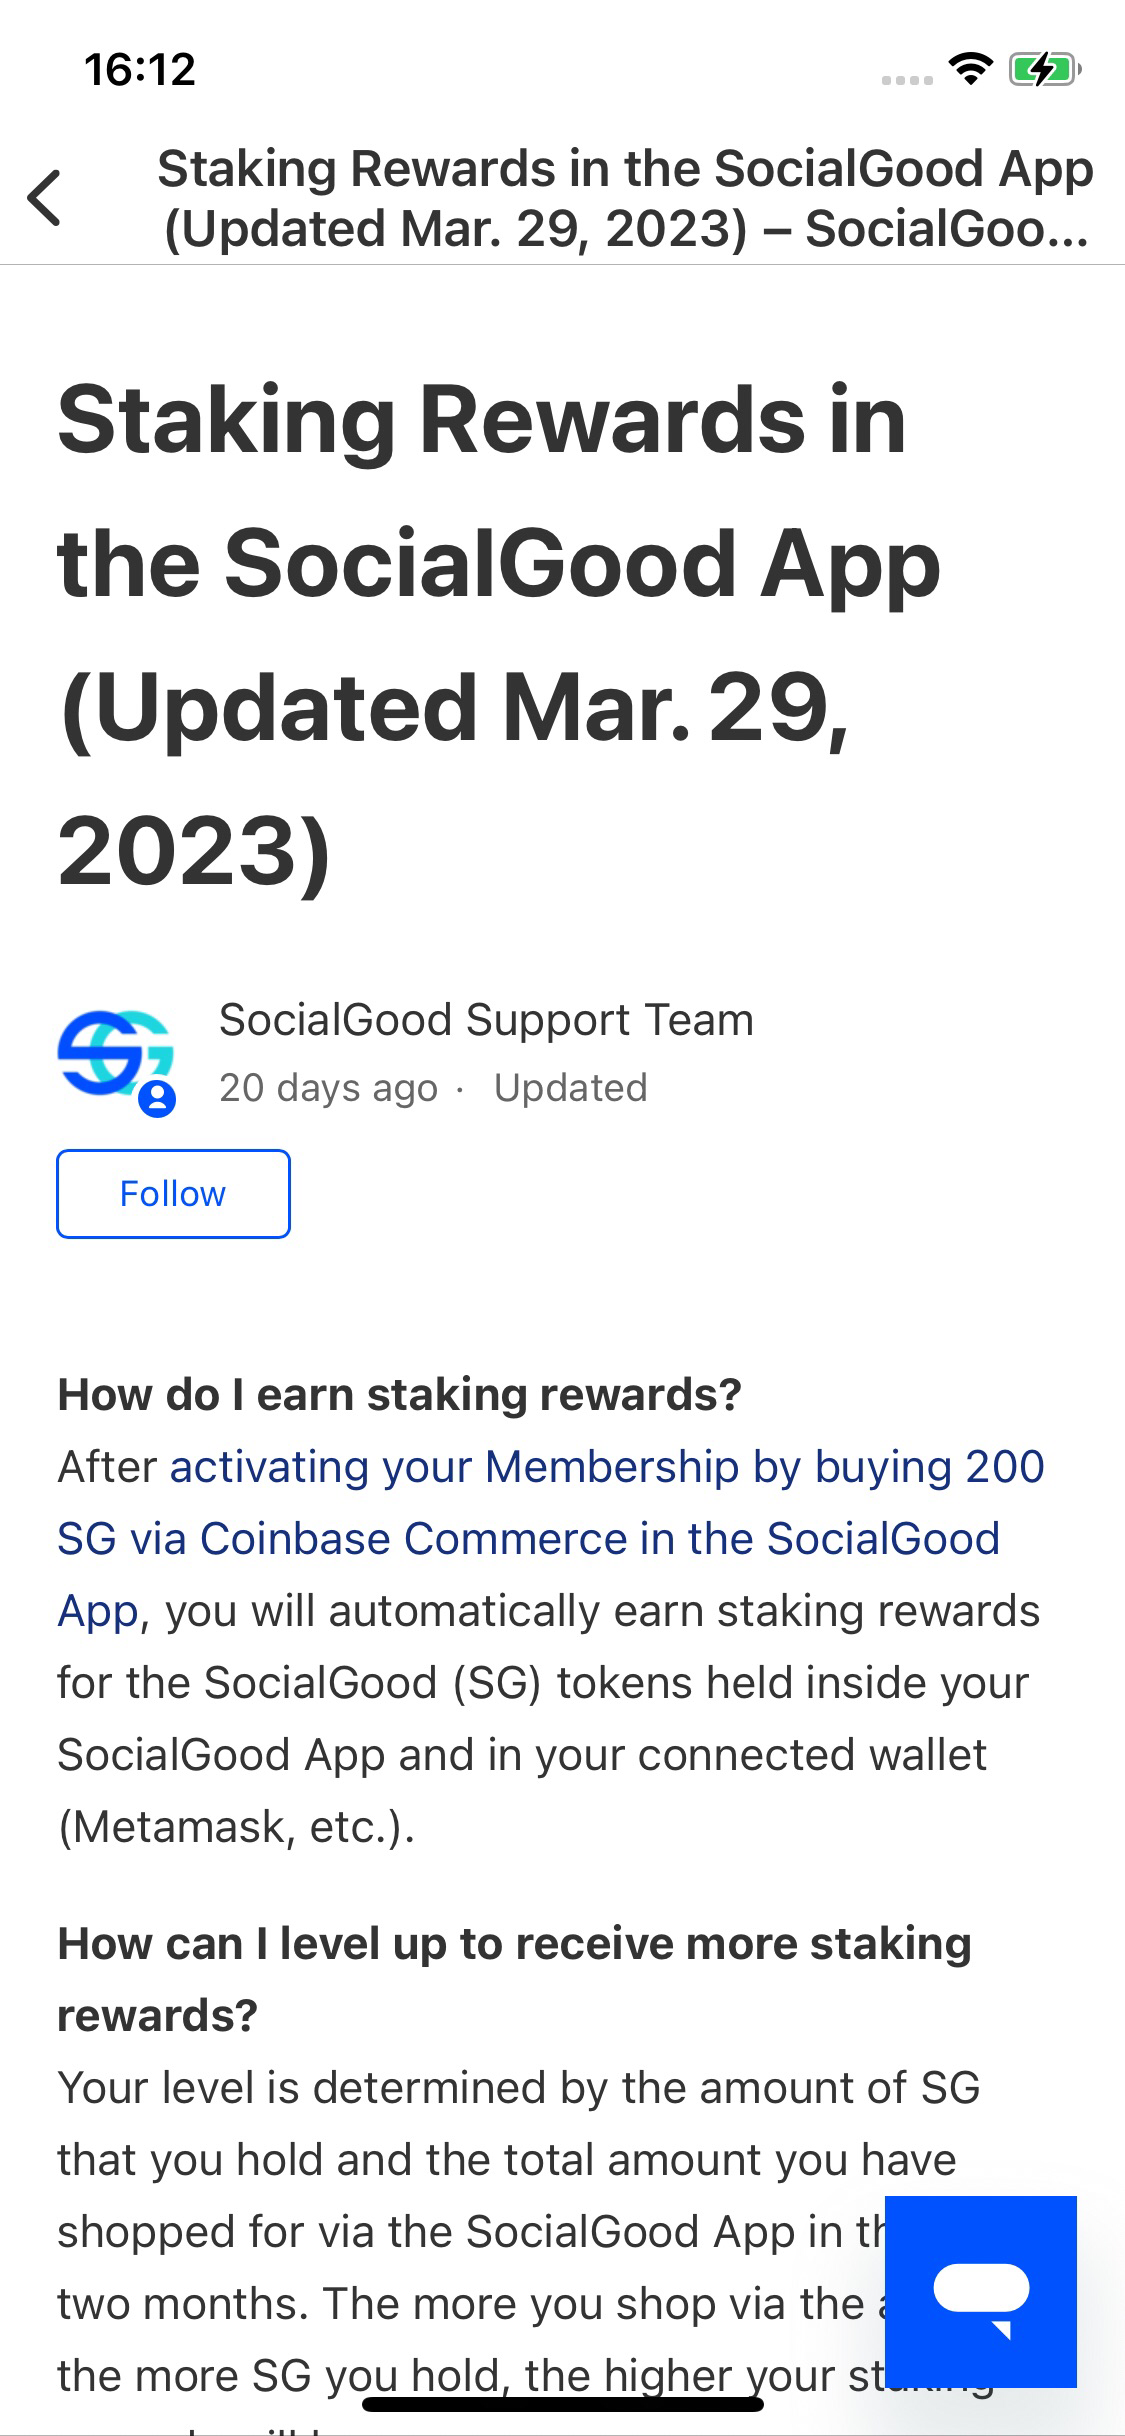 16:12
Staking Rewards in the SocialGood App
(Updated Mar. 29, 2023) – SocialGoo...
Staking Rewards in
the SocialGood App
(Updated Mar. 29,
2023)
SocialGood Support Team
20 days ago · Updated
Follow
How do I earn staking rewards?
After activating your Membership by buying 200
SG via Coinbase Commerce in the SocialGood
App, you will automatically earn staking rewards
for the SocialGood (SG) tokens held inside your
SocialGood App and in your connected wallet
(Metamask, etc.).
How can I level up to receive more staking
rewards?
Your level is determined by the amount of SG
that you hold and the total amount you have
shopped for via the SocialGood App in
two months. The more you shop via the
the more SG you hold, the higher your staking